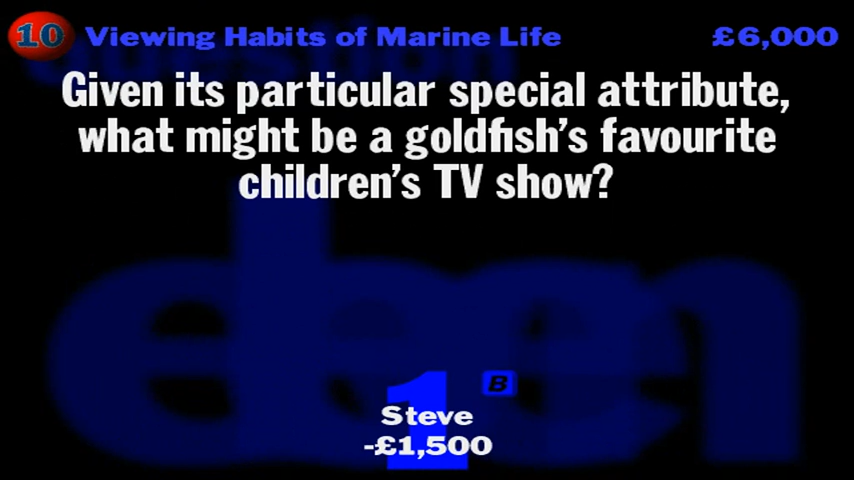 10 Viewing Habits of Marine Life £6,000
Given its particular special attribute,
what might be a goldfish's favourite
children's TV show?
1 B
Steve
-£1,500